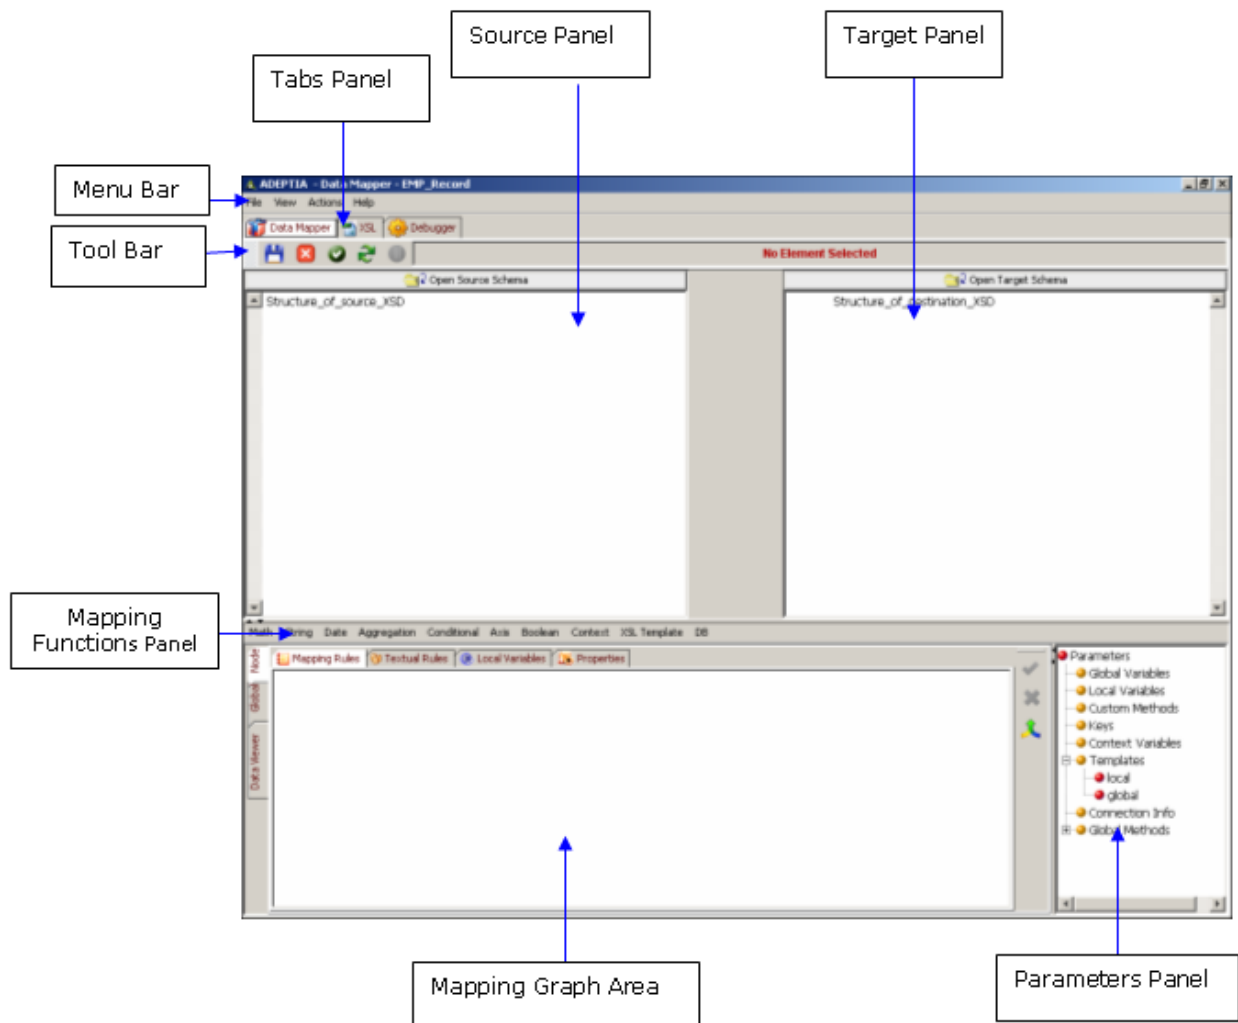 Source Panel
Target Panel
Tabs Panel
Menu Bar
Tool Bar
ADEPTIA - Data Mapper - EMP_Record
File View Actions Help
Data Mapper XSL Debugger
No Element Selected
Open Source Schema
Open Target Schema
Structure_of_source_XSD
Structure_of_destination_XSD
Mapping
Functions Panel
Math String Date Aggregation Conditional Axis Boolean Context XSL Template DB
Node
Global
Data Viewer
Mapping Rules Textual Rules Local Variables Properties
Parameters
Global Variables
Local Variables
Custom Methods
Keys
Context Variables
Templates
local
global
Connection Info
Global Methods
Mapping Graph Area
Parameters Panel